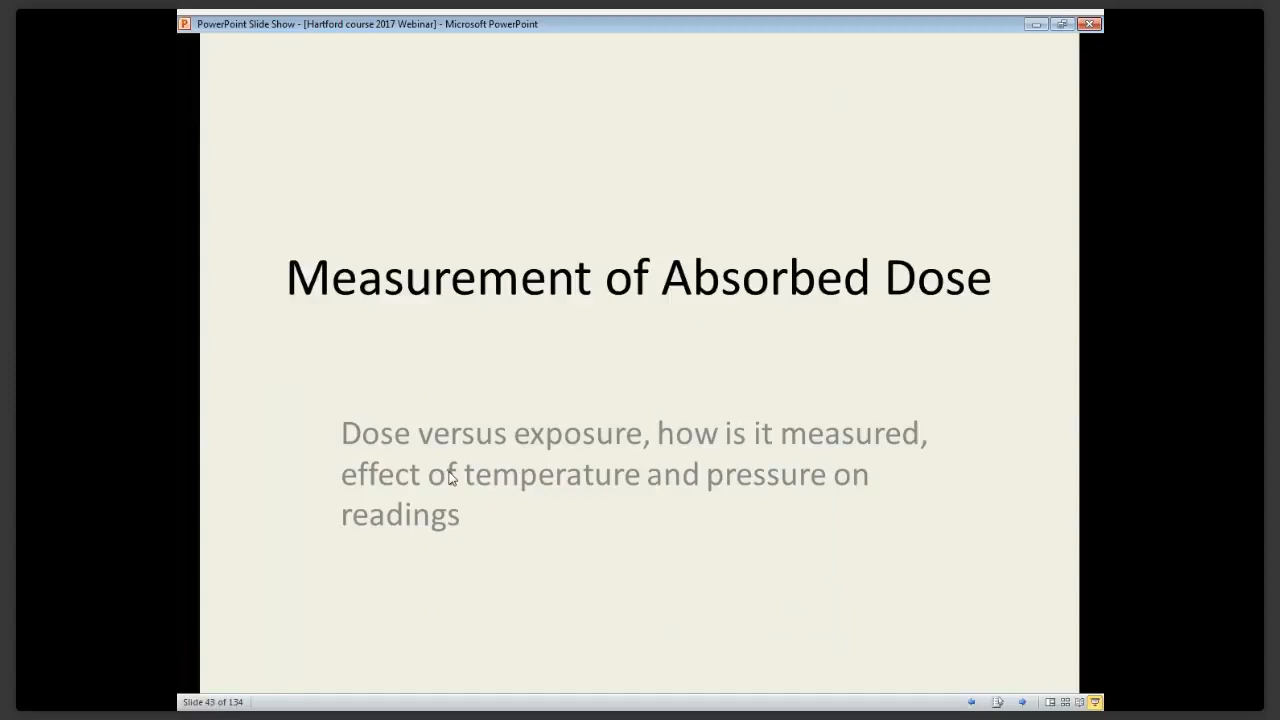 PowerPoint Slide Show - [Hartford course 2017 Webinar] - Microsoft PowerPoint
Measurement of Absorbed Dose
Dose versus exposure, how is it measured,
effect of temperature and pressure on
readings
Slide 43 of 134